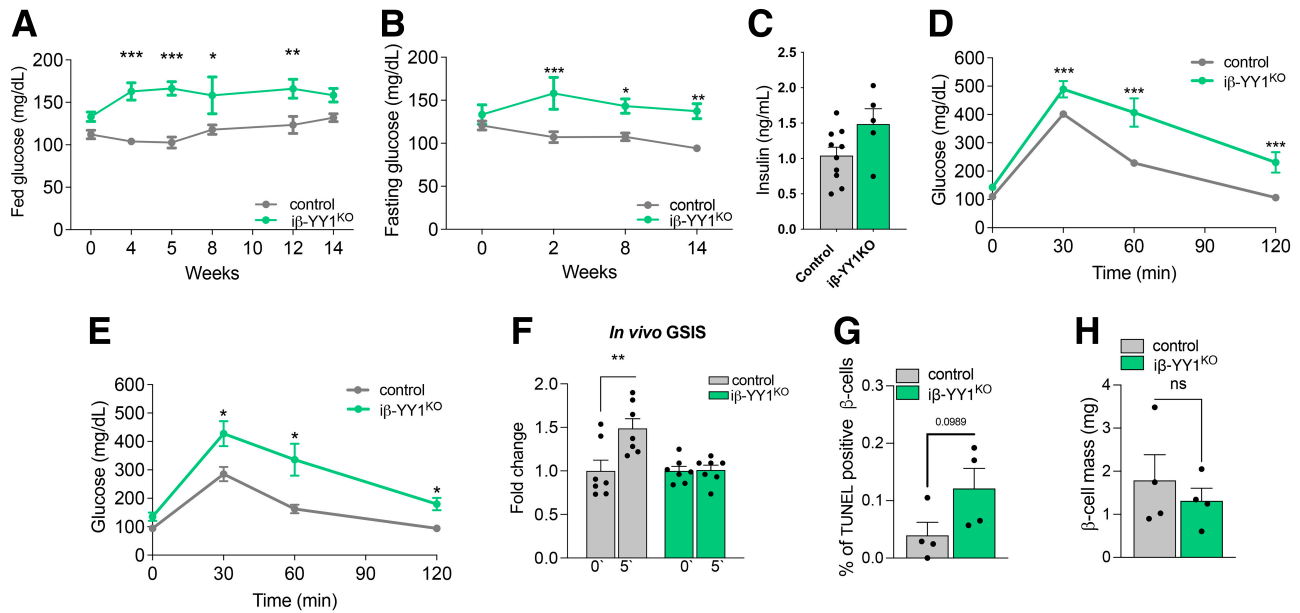 A
Fed glucose (mg/dL)
200
150
100
50
0
*** *** * **
control
iβ-YY1KO
0 4 5 8 10 12 14
Weeks
B
Fasting glucose (mg/dL)
200
150
100
50
0
*** * **
control
iβ-YY1KO
0 2 8 14
Weeks
C
Insulin (ng/mL)
2.5
2.0
1.5
1.0
0.5
0.0
Control
iβ-YY1KO
D
Glucose (mg/dL)
600
500
400
300
200
100
0
*** *** ***
control
iβ-YY1KO
0 30 60 90 120
Time (min)
E
Glucose (mg/dL)
600
500
400
300
200
100
0
* * *
control
iβ-YY1KO
0 30 60 90 120
Time (min)
F
In vivo GSIS
Fold change
2.0
1.5
1.0
0.5
0.0
**
control
iβ-YY1KO
0` 5` 0` 5`
G
% of TUNEL positive β-cells
0.3
0.2
0.1
0.0
control
iβ-YY1KO
0.0989
H
control
iβ-YY1KO
β-cell mass (mg)
4
3
2
1
0
ns